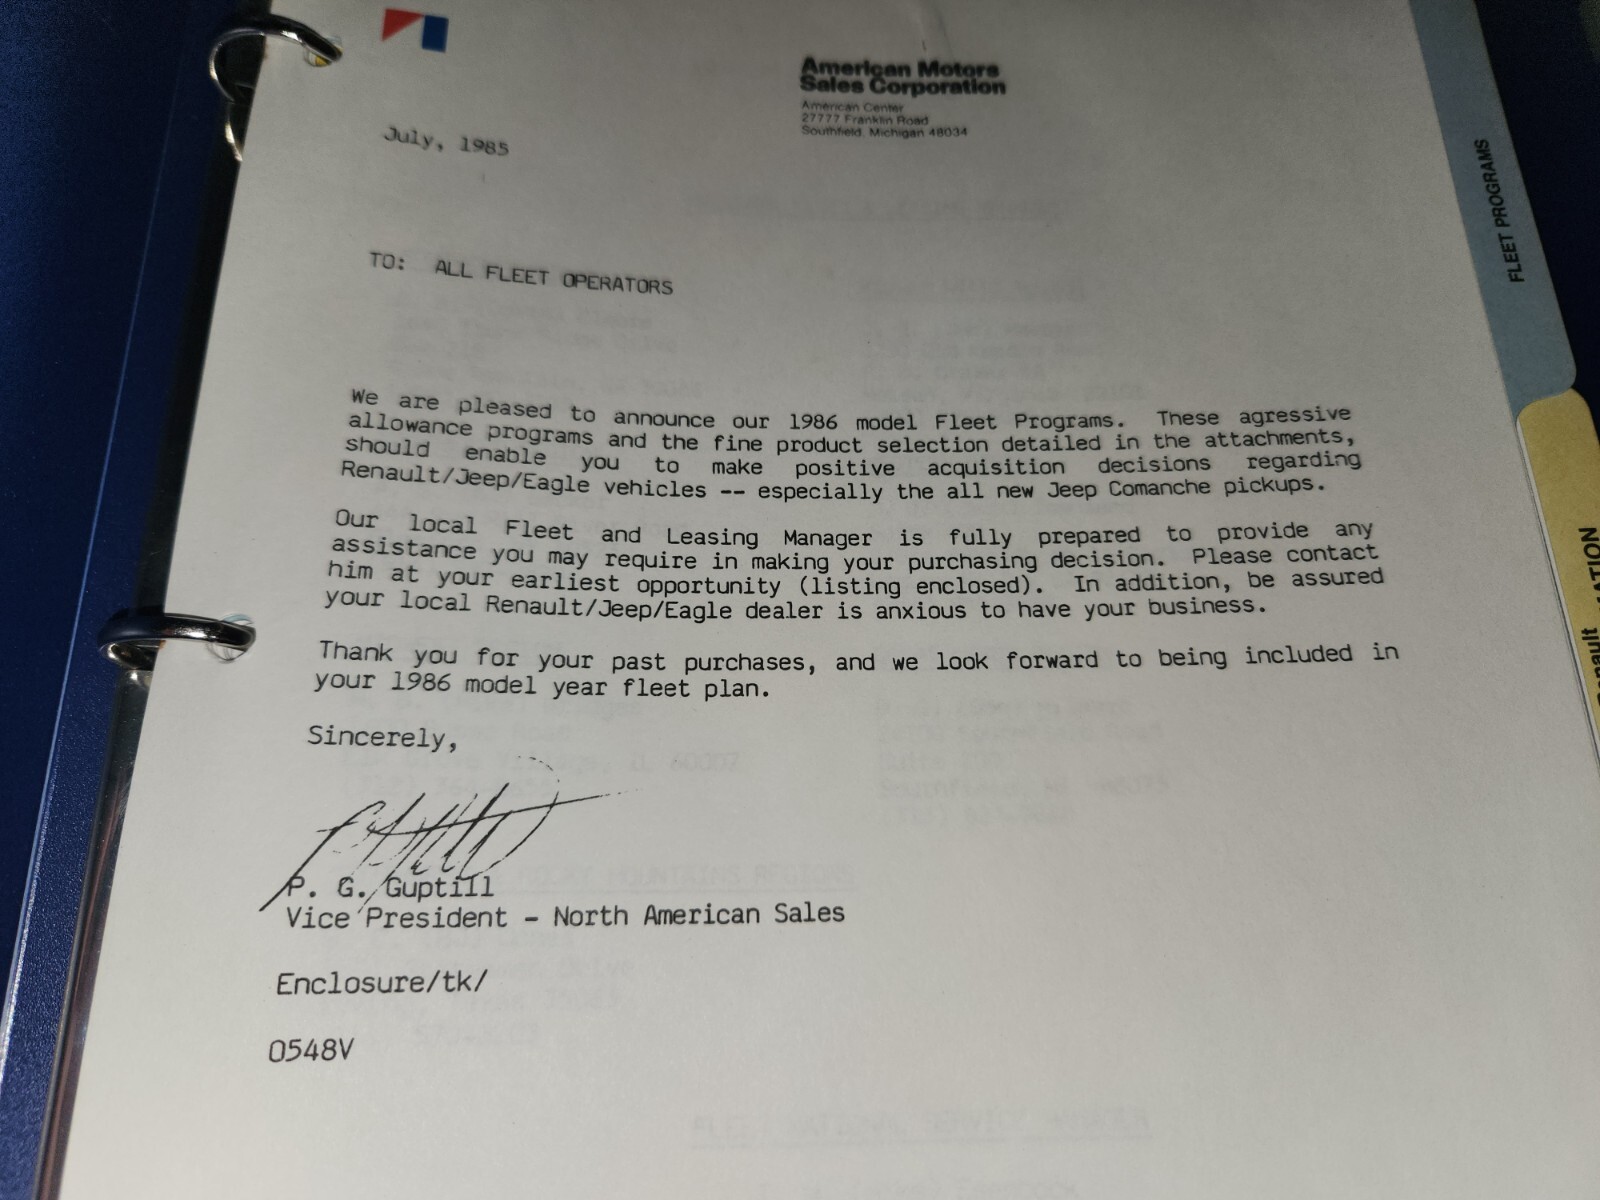 American Motors
Sales Corporation
American Center
27777 Franklin Road
Southfield, Michigan 48034
July, 1985
TO: ALL FLEET OPERATORS
We are pleased to announce our 1986 model Fleet Programs. These agressive
allowance programs and the fine product selection detailed in the attachments,
should enable you to make positive acquisition decisions regarding
Renault/Jeep/Eagle vehicles -- especially the all new Jeep Comanche pickups.
Our local Fleet and Leasing Manager is fully prepared to provide any
assistance you may require in making your purchasing decision. Please contact
him at your earliest opportunity (listing enclosed). In addition, be assured
your local Renault/Jeep/Eagle dealer is anxious to have your business.
Thank you for your past purchases, and we look forward to being included in
your 1986 model year fleet plan.
Sincerely,
P. G. Guptill
Vice President - North American Sales
Enclosure/tk/
0548V
FLEET PROGRAMS